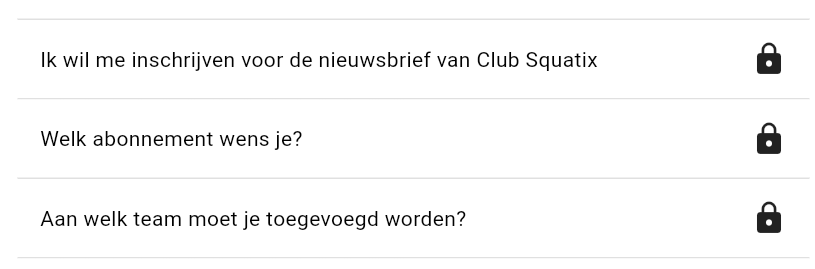 Ik wil me inschrijven voor de nieuwsbrief van Club Squatix
Welk abonnement wens je?
Aan welk team moet je toegevoegd worden?